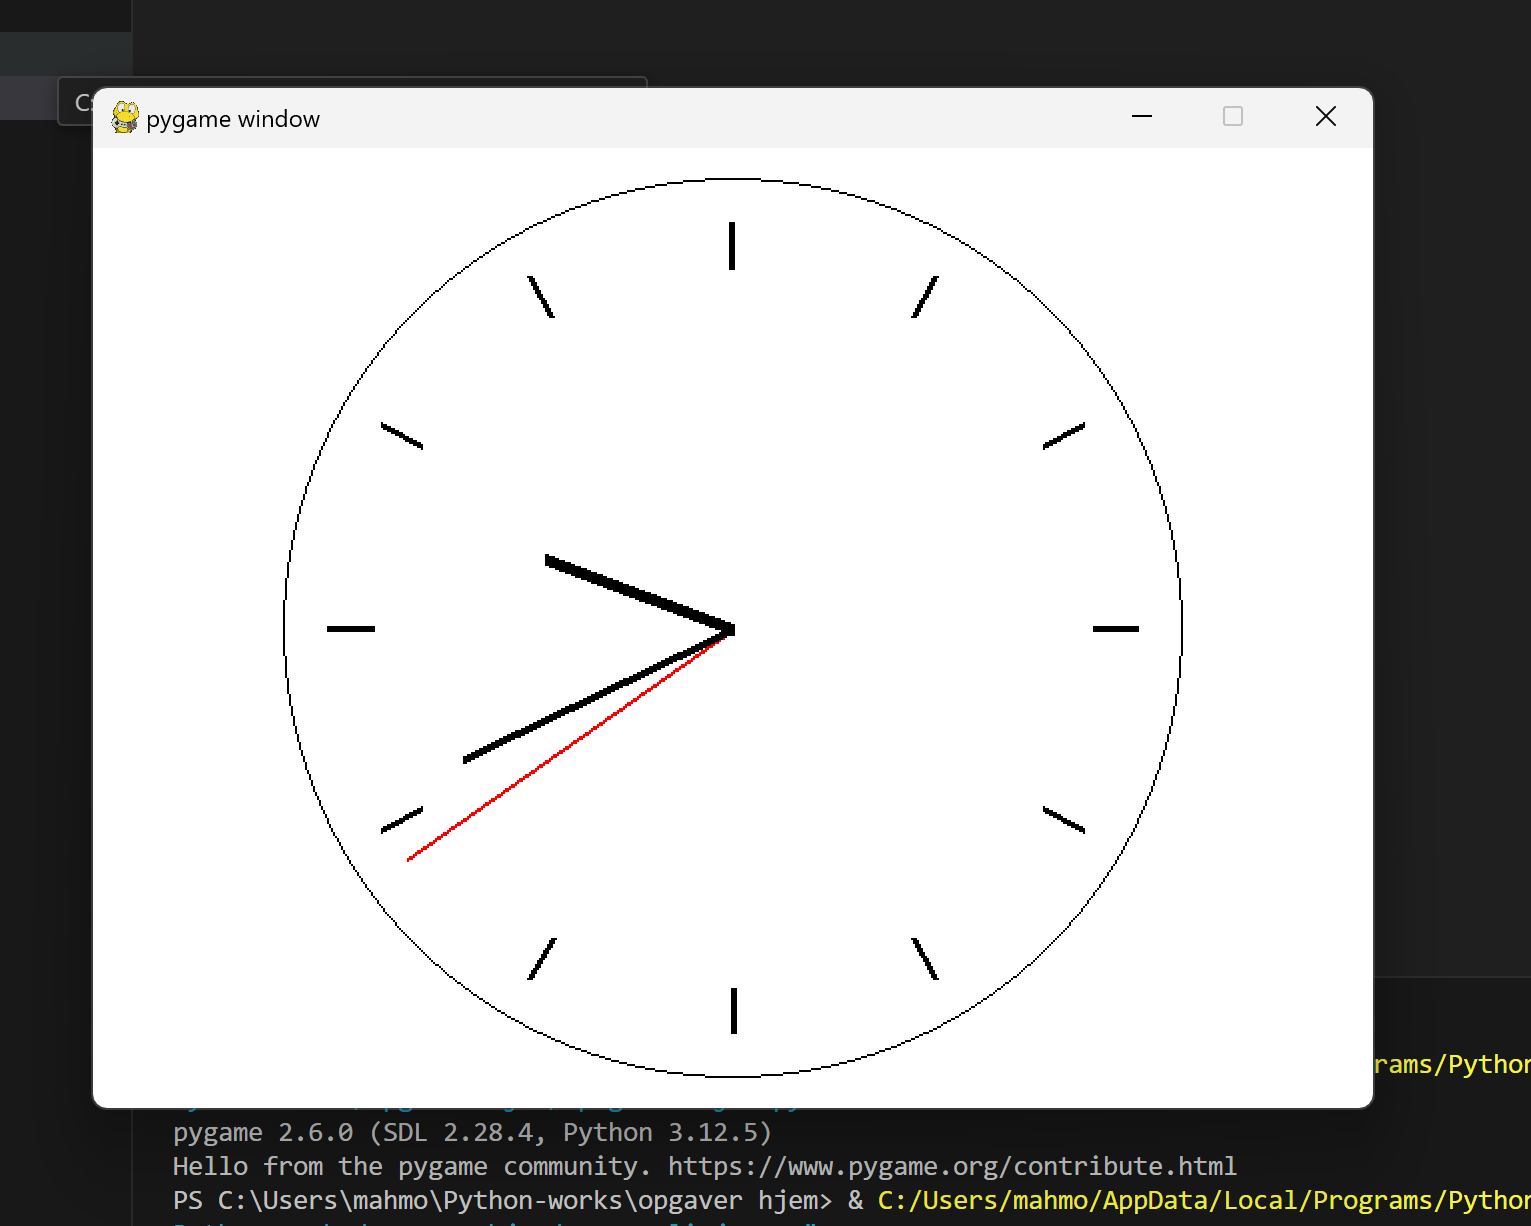 C:
pygame window
rams/Python
pygame 2.6.0 (SDL 2.28.4, Python 3.12.5)
Hello from the pygame community. https://www.pygame.org/contribute.html
PS C:\Users\mahmo\Python-works\opgaver hjem> & C:/Users/mahmo/AppData/Local/Programs/Python